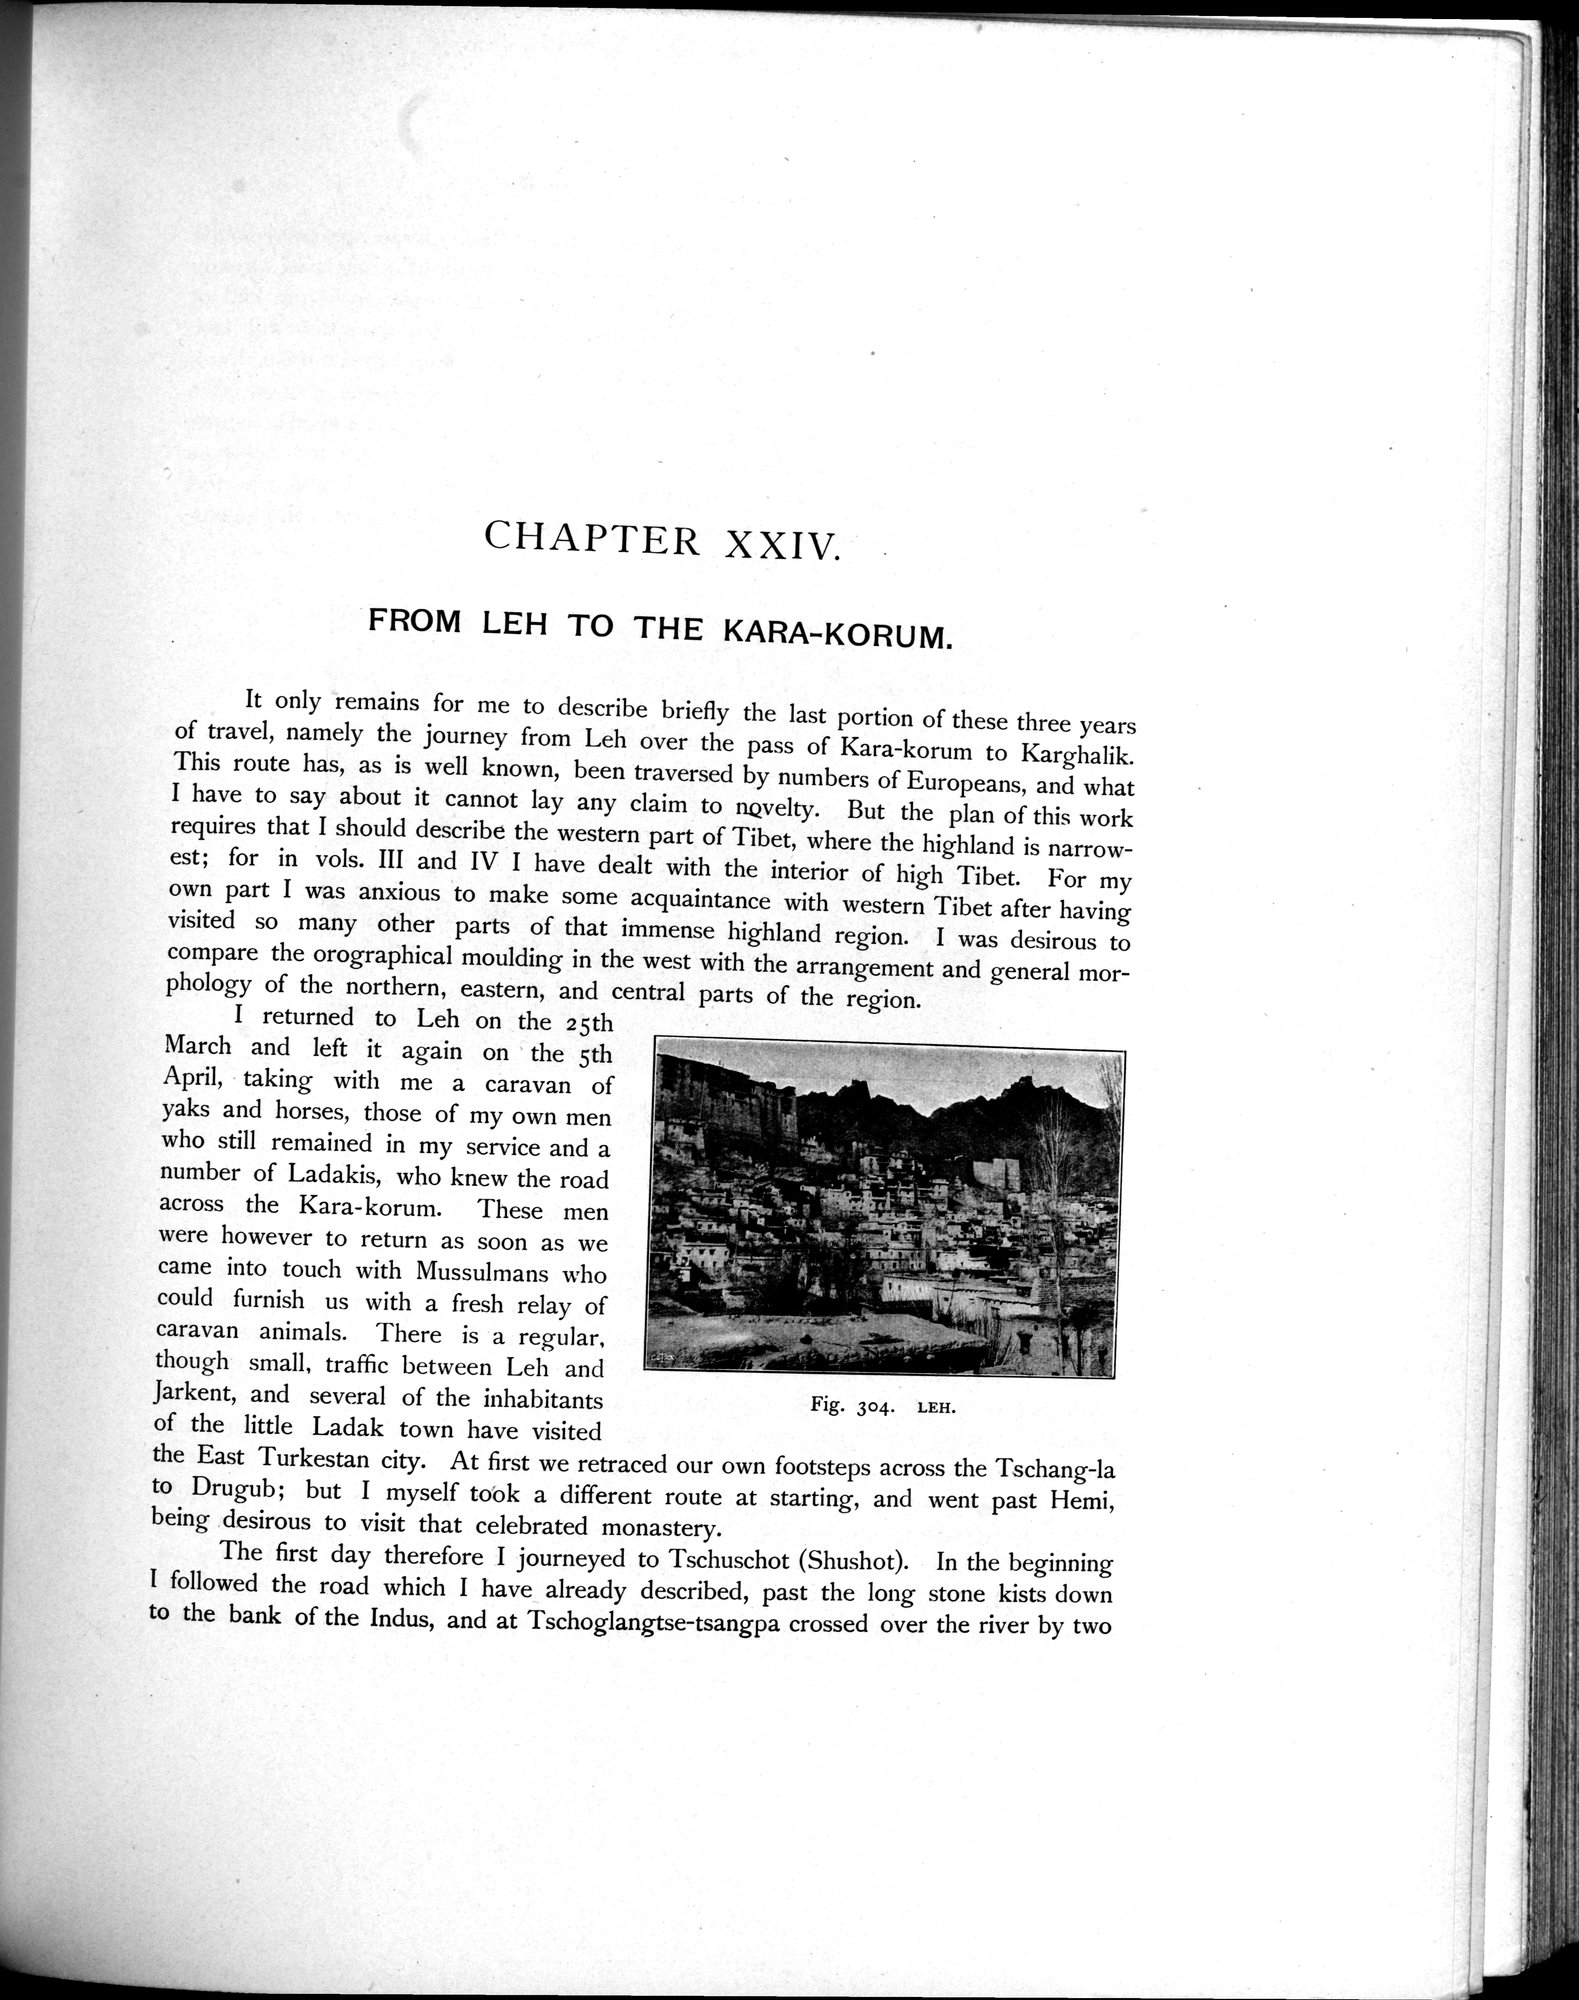 CHAPTER XXIV.
FROM LEH TO THE KARA-KORUM.
It only remains for me to describe briefly the last portion of these three years
of travel, namely the journey from Leh over the pass of Kara-korum to Karghalik.
This route has, as is well known, been traversed by numbers of Europeans, and what
I have to say about it cannot lay any claim to novelty. But the plan of this work
requires that I should describe the western part of Tibet, where the highland is narrow-
est; for in vols. III and IV I have dealt with the interior of high Tibet. For my
own part I was anxious to make some acquaintance with western Tibet after having
visited so many other parts of that immense highland region. I was desirous to
compare the orographical moulding in the west with the arrangement and general mor-
phology of the northern, eastern, and central parts of the region.
I returned to Leh on the 25th
March and left it again on the 5th
April, taking with me a caravan of
yaks and horses, those of my own men
who still remained in my service and a
number of Ladakis, who knew the road
across the Kara-korum. These men
were however to return as soon as we
came into touch with Mussulmans who
could furnish us with a fresh relay of
caravan animals. There is a regular,
though small, traffic between Leh and
Jarkent, and several of the inhabitants
of the little Ladak town have visited
the East Turkestan city. At first we retraced our own footsteps across the Tschang-la
to Drugub; but I myself took a different route at starting, and went past Hemi,
being desirous to visit that celebrated monastery.
The first day therefore I journeyed to Tschuschot (Shushot). In the beginning
I followed the road which I have already described, past the long stone kists down
to the bank of the Indus, and at Tschoglangtse-tsangpa crossed over the river by two
Fig. 304. LEH.